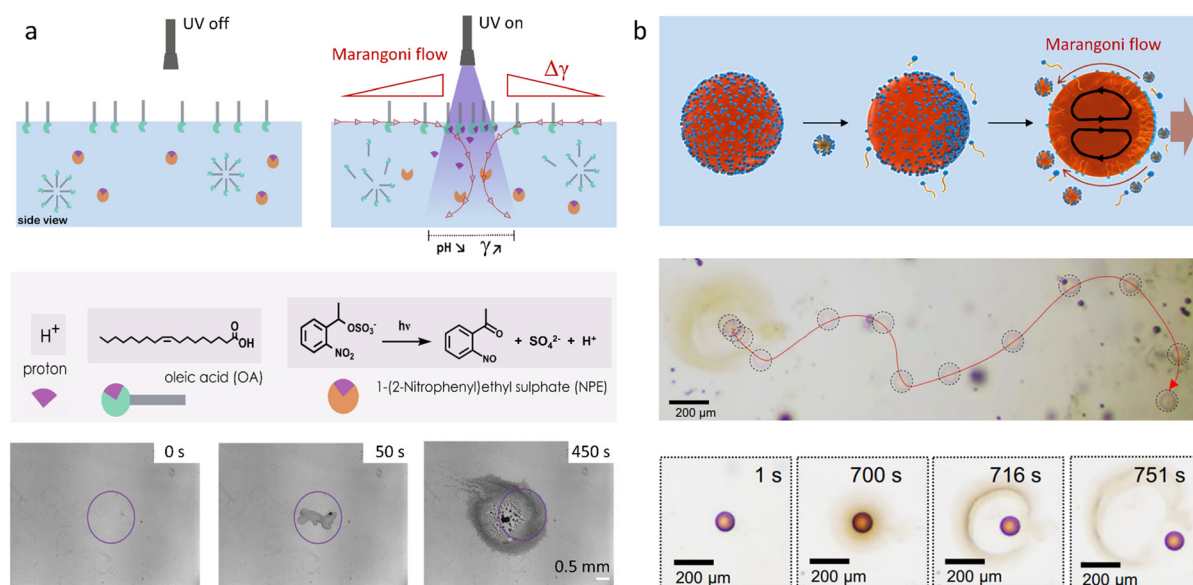 a
UV off
UV on
Marangoni flow
Δγ
side view
pH ↘ γ ↗
H⁺
proton
OH
O
oleic acid (OA)
OSO₃⁻
NO₂
hν
O
NO
+ SO₄²⁻ + H⁺
1-(2-Nitrophenyl)ethyl sulphate (NPE)
0 s
50 s
450 s
0.5 mm
b
Marangoni flow
200 µm
1 s
700 s
716 s
751 s
200 µm
200 µm
200 µm
200 µm